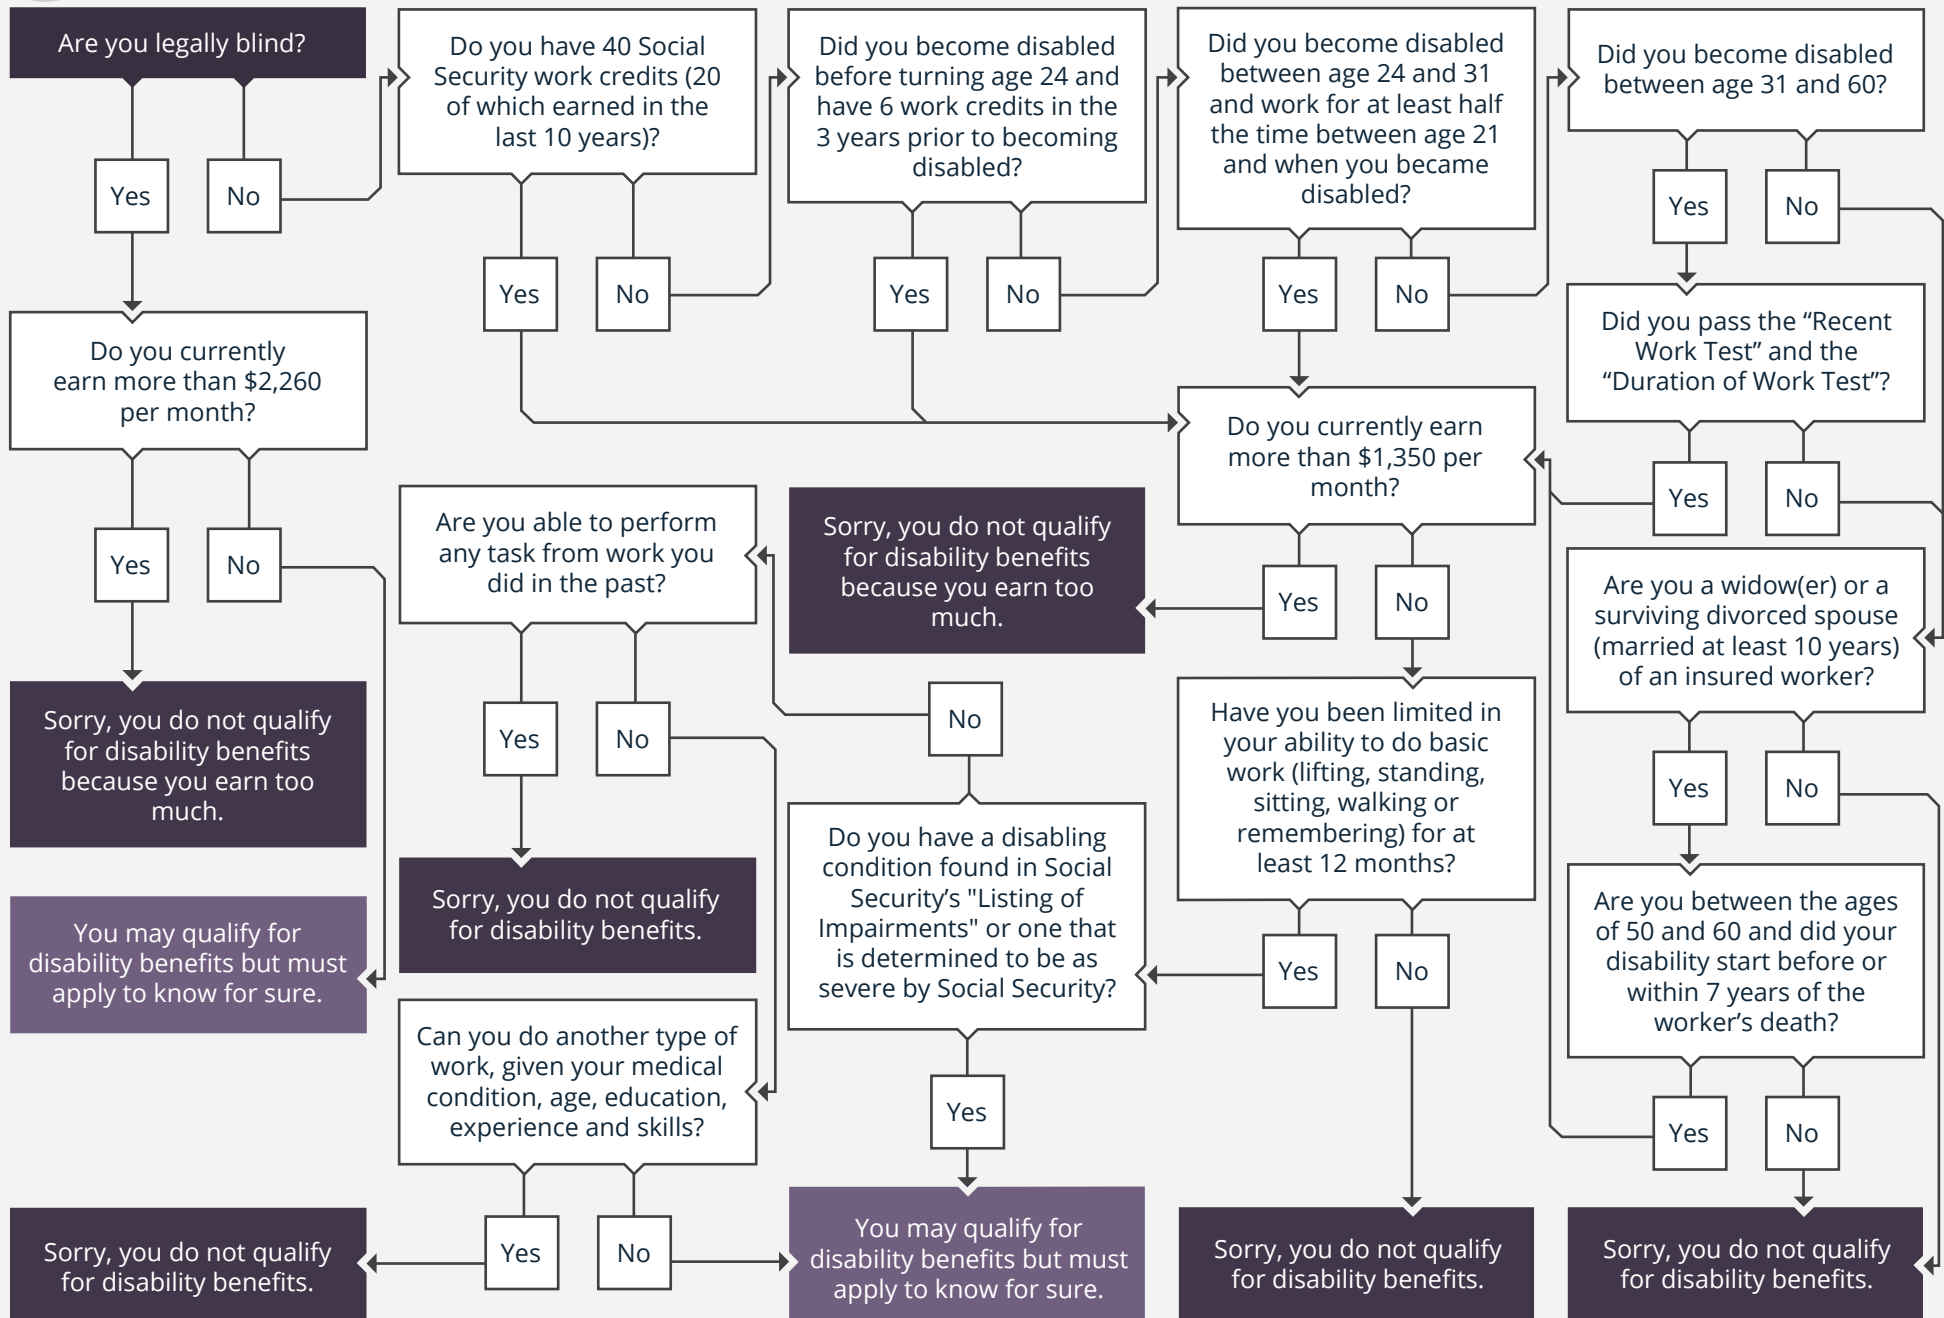 Are you legally blind?
Yes
No
Do you currently
earn more than $2,260
per month?
Yes
No
Sorry, you do not qualify
for disability benefits
because you earn too
much.
You may qualify for
disability benefits but must
apply to know for sure.
Do you have 40 Social
Security work credits (20
of which earned in the
last 10 years)?
Yes
No
Did you become disabled
before turning age 24 and
have 6 work credits in the
3 years prior to becoming
disabled?
Yes
No
Did you become disabled
between age 24 and 31
and work for at least half
the time between age 21
and when you became
disabled?
Yes
No
Did you become disabled
between age 31 and 60?
Yes
No
Did you pass the “Recent
Work Test” and the
“Duration of Work Test”?
Yes
No
Are you a widow(er) or a
surviving divorced spouse
(married at least 10 years)
of an insured worker?
Yes
No
Are you between the ages
of 50 and 60 and did your
disability start before or
within 7 years of the
worker’s death?
Yes
No
Sorry, you do not qualify
for disability benefits.
Do you currently earn
more than $1,350 per
month?
Yes
No
Sorry, you do not qualify
for disability benefits
because you earn too
much.
Have you been limited in
your ability to do basic
work (lifting, standing,
sitting, walking or
remembering) for at
least 12 months?
Yes
No
Sorry, you do not qualify
for disability benefits.
Do you have a disabling
condition found in Social
Security’s "Listing of
Impairments" or one that
is determined to be as
severe by Social Security?
No
Yes
You may qualify for
disability benefits but must
apply to know for sure.
Are you able to perform
any task from work you
did in the past?
Yes
No
Sorry, you do not qualify
for disability benefits.
Can you do another type of
work, given your medical
condition, age, education,
experience and skills?
Yes
No
Sorry, you do not qualify
for disability benefits.